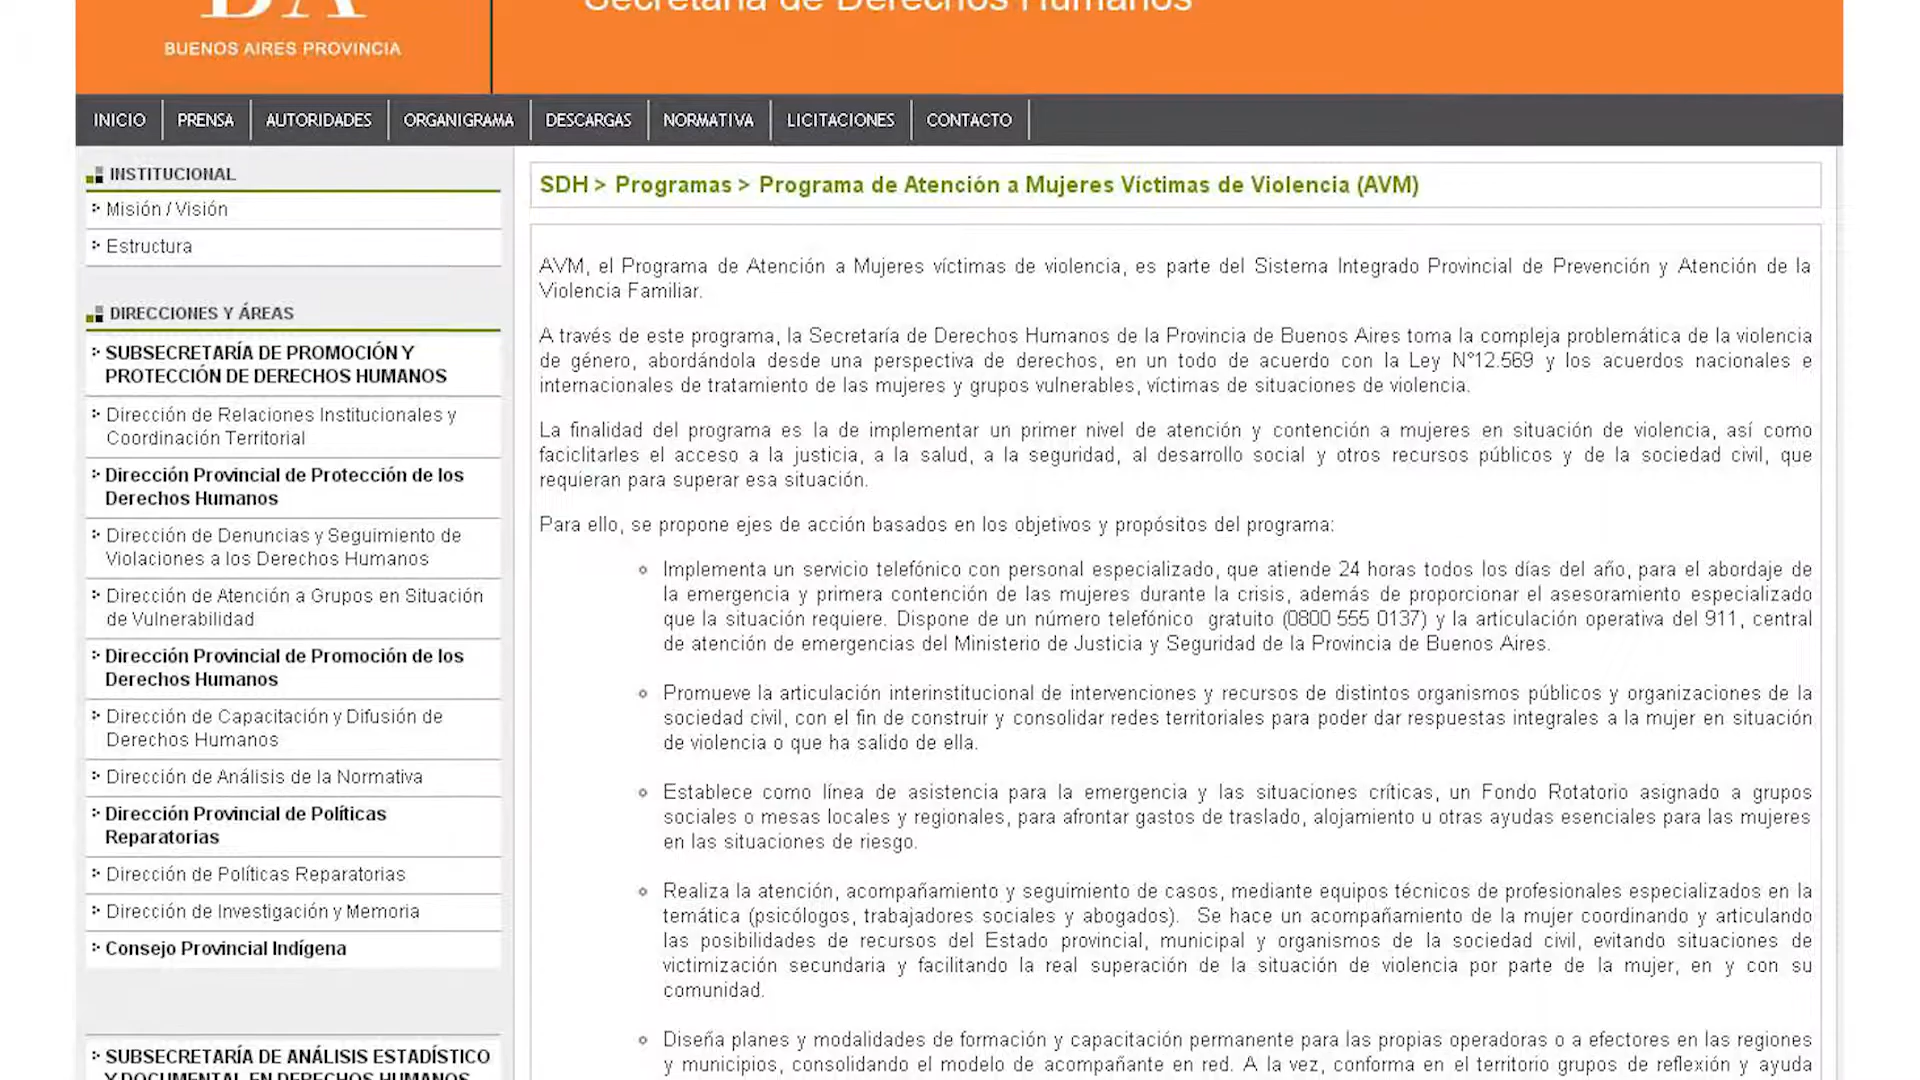 BA
Secretaría de Derechos Humanos
BUENOS AIRES PROVINCIA
INICIO
PRENSA
AUTORIDADES
ORGANIGRAMA
DESCARGAS
NORMATIVA
LICITACIONES
CONTACTO
INSTITUCIONAL
Misión / Visión
Estructura
DIRECCIONES Y ÁREAS
SUBSECRETARÍA DE PROMOCIÓN Y
PROTECCIÓN DE DERECHOS HUMANOS
Dirección de Relaciones Institucionales y
Coordinación Territorial
Dirección Provincial de Protección de los
Derechos Humanos
Dirección de Denuncias y Seguimiento de
Violaciones a los Derechos Humanos
Dirección de Atención a Grupos en Situación
de Vulnerabilidad
Dirección Provincial de Promoción de los
Derechos Humanos
Dirección de Capacitación y Difusión de
Derechos Humanos
Dirección de Análisis de la Normativa
Dirección Provincial de Políticas
Reparatorias
Dirección de Políticas Reparatorias
Dirección de Investigación y Memoria
Consejo Provincial Indígena
SUBSECRETARÍA DE ANÁLISIS ESTADÍSTICO
Y DOCUMENTAL EN DERECHOS HUMANOS
SDH > Programas > Programa de Atención a Mujeres Víctimas de Violencia (AVM)
AVM, el Programa de Atención a Mujeres víctimas de violencia, es parte del Sistema Integrado Provincial de Prevención y Atención de la
Violencia Familiar.
A través de este programa, la Secretaría de Derechos Humanos de la Provincia de Buenos Aires toma la compleja problemática de la violencia
de género, abordándola desde una perspectiva de derechos, en un todo de acuerdo con la Ley N°12.569 y los acuerdos nacionales e
internacionales de tratamiento de las mujeres y grupos vulnerables, víctimas de situaciones de violencia.
La finalidad del programa es la de implementar un primer nivel de atención y contención a mujeres en situación de violencia, así como
faciclitarles el acceso a la justicia, a la salud, a la seguridad, al desarrollo social y otros recursos públicos y de la sociedad civil, que
requieran para superar esa situación.
Para ello, se propone ejes de acción basados en los objetivos y propósitos del programa:
Implementa un servicio telefónico con personal especializado, que atiende 24 horas todos los días del año, para el abordaje de
la emergencia y primera contención de las mujeres durante la crisis, además de proporcionar el asesoramiento especializado
que la situación requiere. Dispone de un número telefónico gratuito (0800 555 0137) y la articulación operativa del 911, central
de atención de emergencias del Ministerio de Justicia y Seguridad de la Provincia de Buenos Aires.
Promueve la articulación interinstitucional de intervenciones y recursos de distintos organismos públicos y organizaciones de la
sociedad civil, con el fin de construir y consolidar redes territoriales para poder dar respuestas integrales a la mujer en situación
de violencia o que ha salido de ella.
Establece como línea de asistencia para la emergencia y las situaciones críticas, un Fondo Rotatorio asignado a grupos
sociales o mesas locales y regionales, para afrontar gastos de traslado, alojamiento u otras ayudas esenciales para las mujeres
en las situaciones de riesgo.
Realiza la atención, acompañamiento y seguimiento de casos, mediante equipos técnicos de profesionales especializados en la
temática (psicólogos, trabajadores sociales y abogados). Se hace un acompañamiento de la mujer coordinando y articulando
las posibilidades de recursos del Estado provincial, municipal y organismos de la sociedad civil, evitando situaciones de
victimización secundaria y facilitando la real superación de la situación de violencia por parte de la mujer, en y con su
comunidad.
Diseña planes y modalidades de formación y capacitación permanente para las propias operadoras o a efectores en las regiones
y municipios, consolidando el modelo de acompañante en red. A la vez, conforma en el territorio grupos de reflexión y ayuda